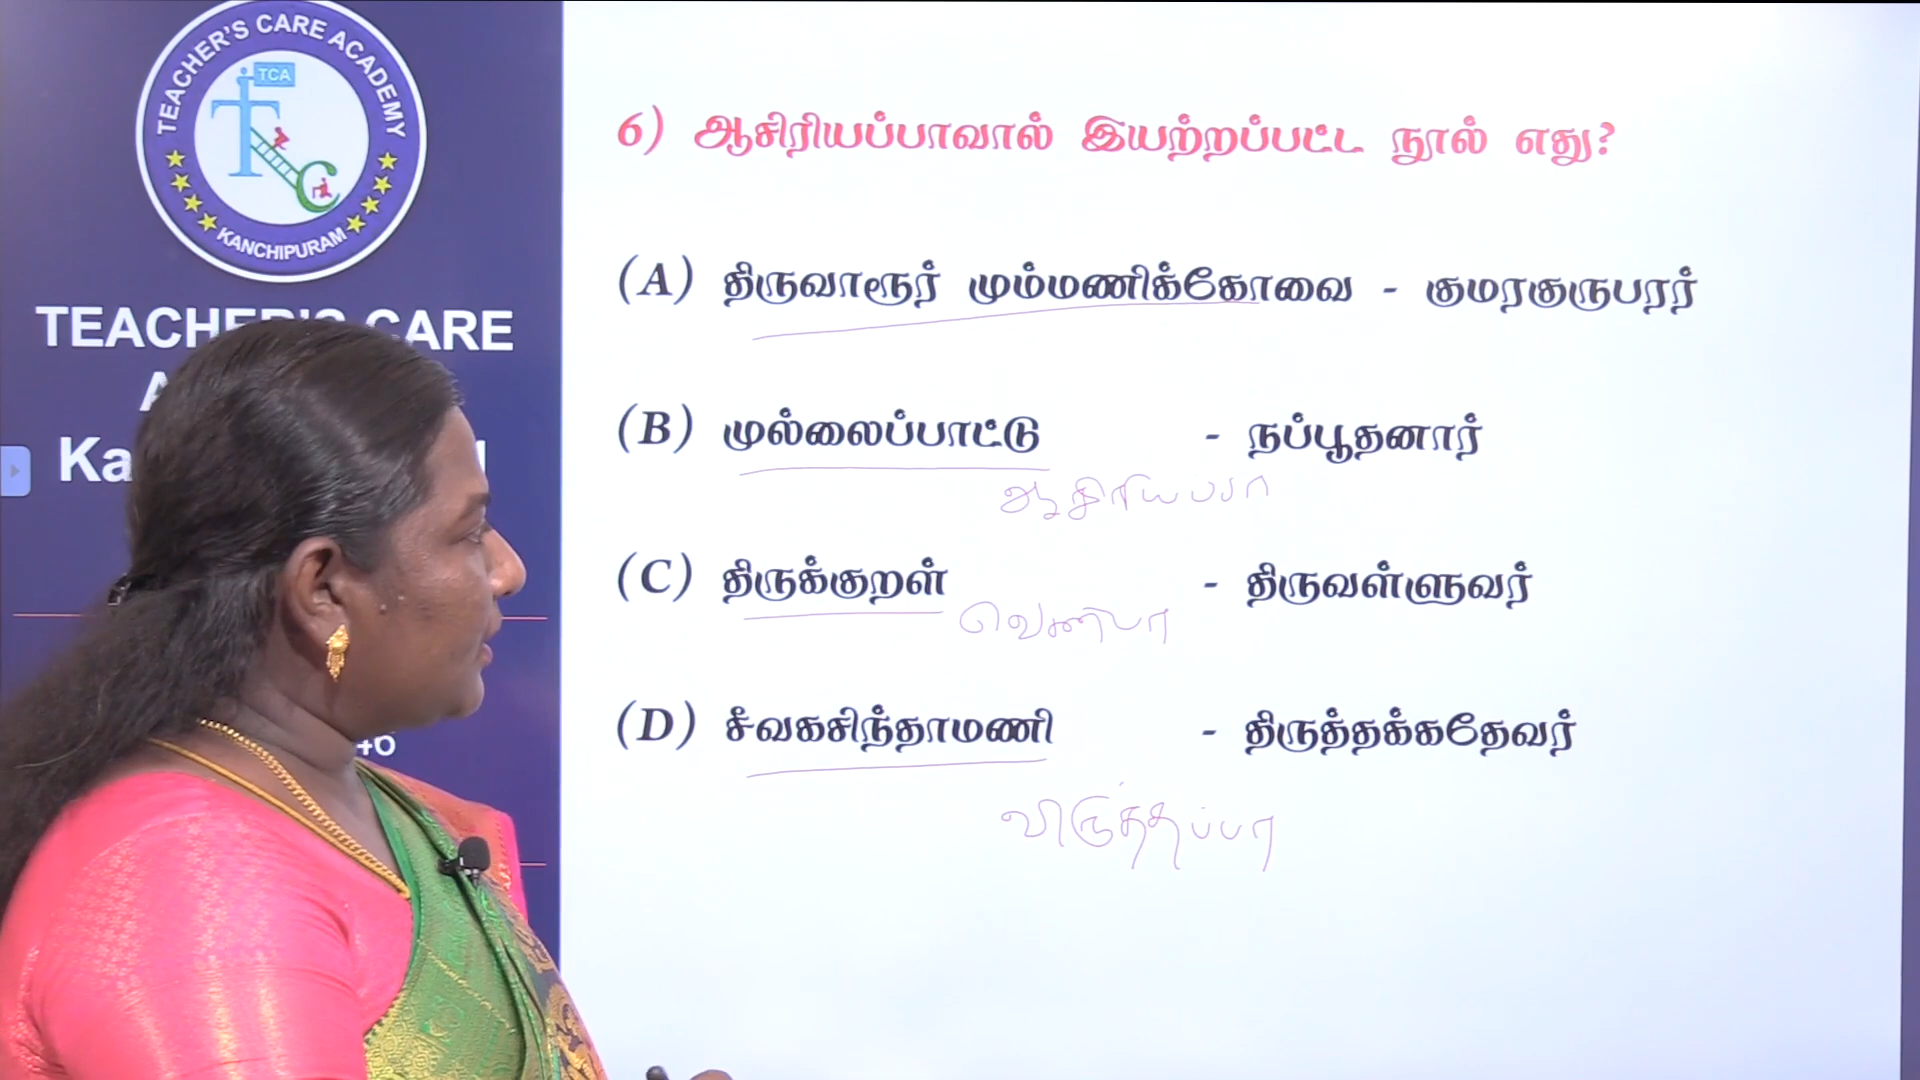 TEACHER'S CARE ACADEMY
TCA
KANCHIPURAM
TEACHER'S CARE
Ka
6) ஆசிரியப்பாவால் இயற்றப்பட்ட நூல் எது?
(A) திருவாரூர் மும்மணிக்கோவை - குமரகுருபரர்
(B) முல்லைப்பாட்டு - நப்பூதனார்
ஆசிரியப்பா
(C) திருக்குறள் - திருவள்ளுவர்
வெண்பா
(D) சீவகசிந்தாமணி - திருத்தக்கதேவர்
விருத்தப்பா